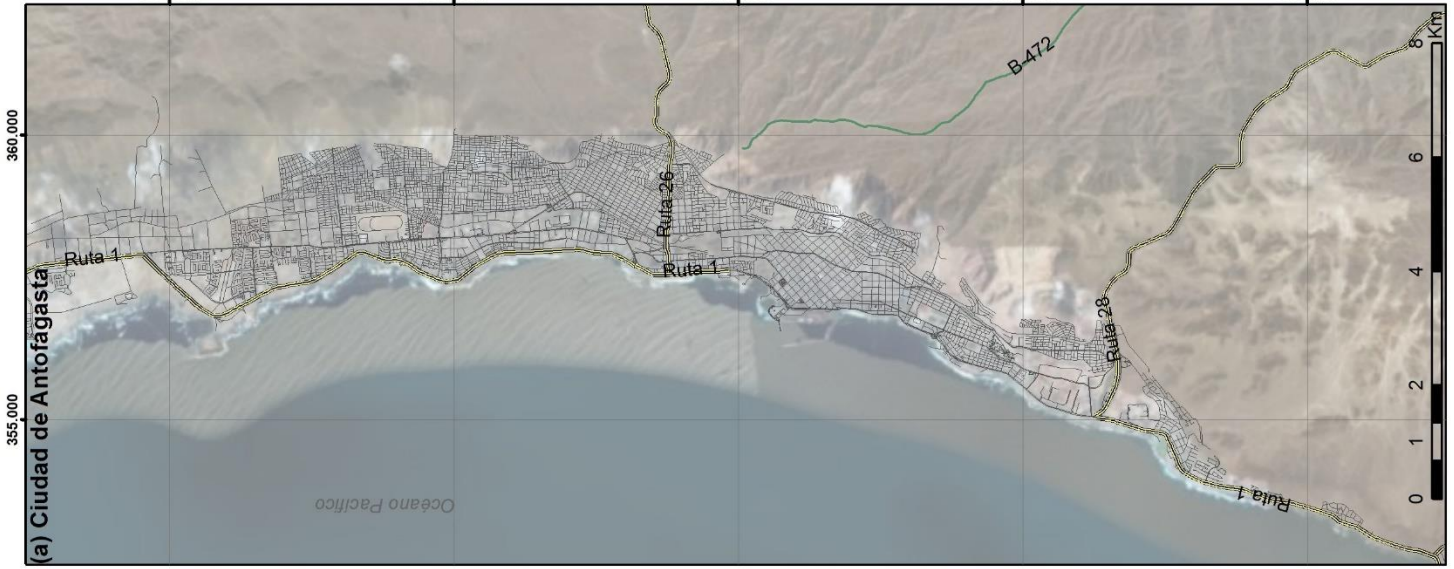 (a) Ciudad de Antofagasta
360.000
355.000
Ruta 1
Ruta 26
Ruta 1
B-472
Ruta 28
Ruta 1
Océano Pacífico
0 1 2 4 6 8
Km